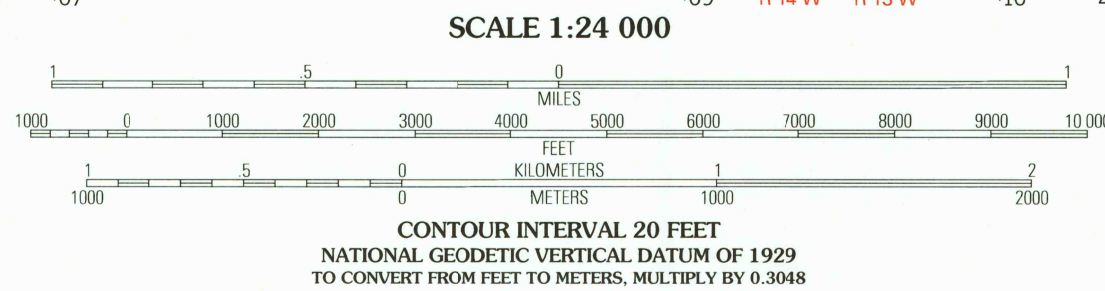 SCALE 1:24 000
1 .5 0 1
MILES
1000 0 1000 2000 3000 4000 5000 6000 7000 8000 9000 10 000
FEET
1 .5 0 KILOMETERS 1 2
1000 0 METERS 1000 2000
CONTOUR INTERVAL 20 FEET
NATIONAL GEODETIC VERTICAL DATUM OF 1929
TO CONVERT FROM FEET TO METERS, MULTIPLY BY 0.3048